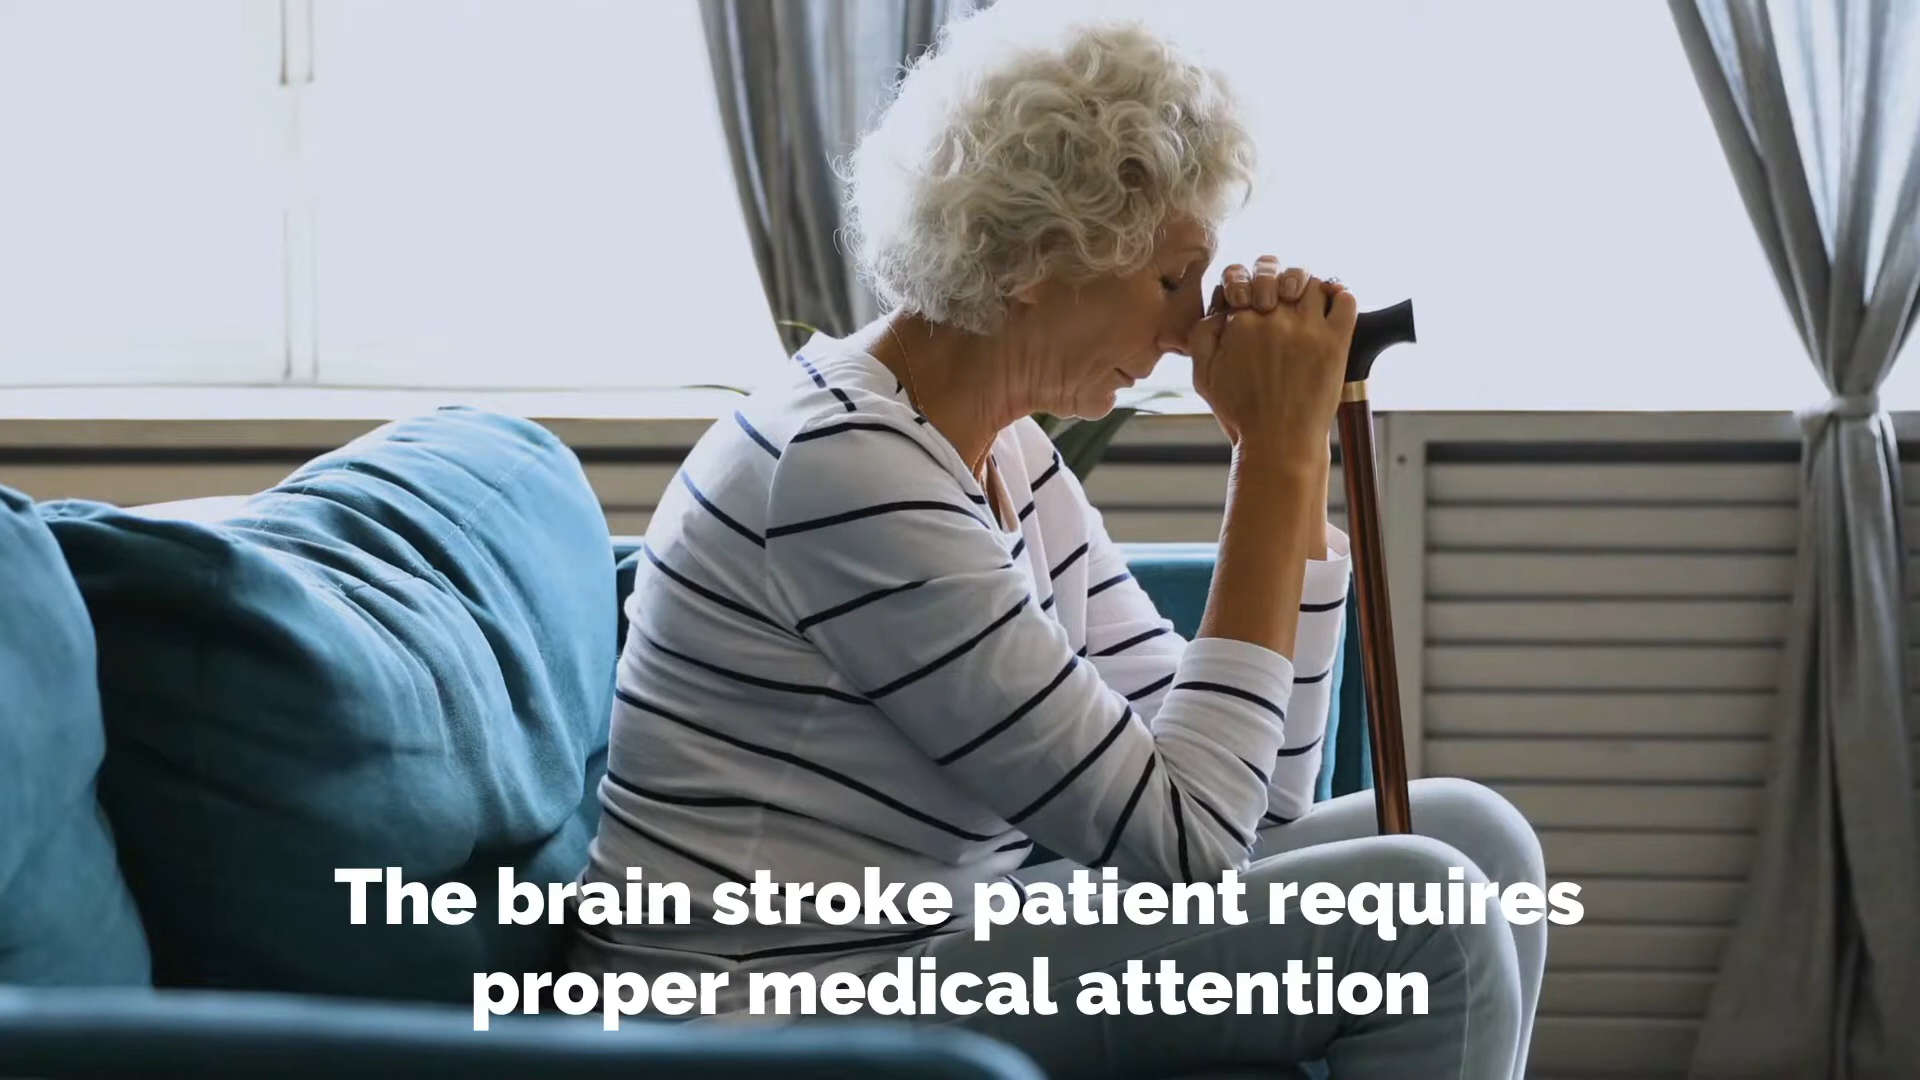 The brain stroke patient requires
proper medical attention